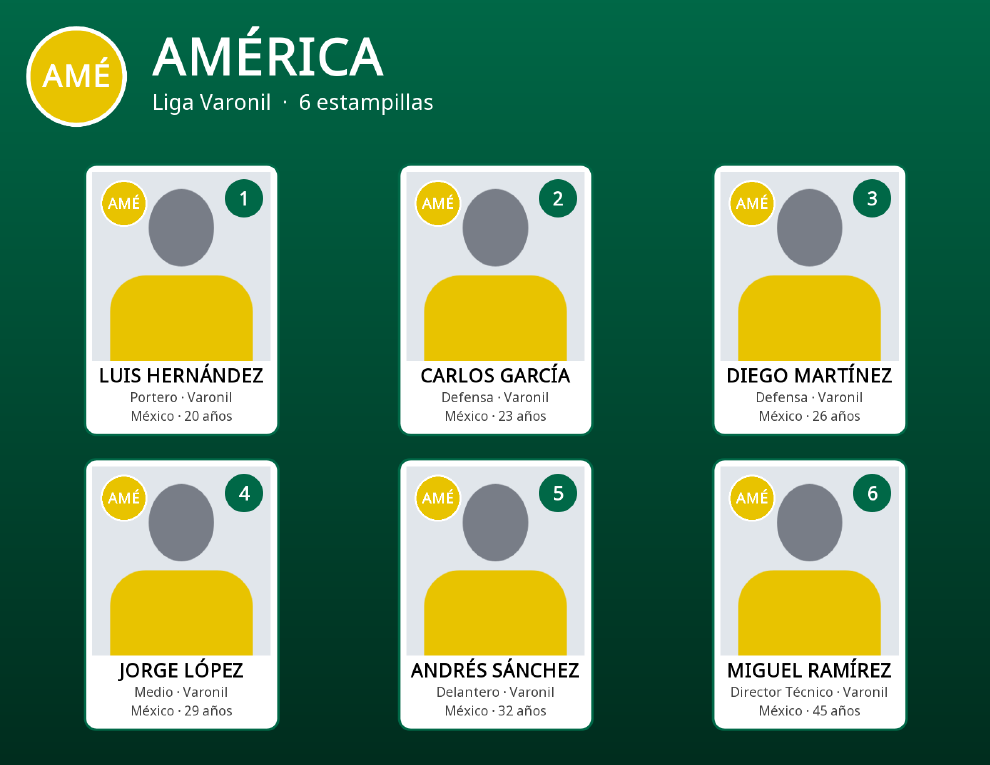 AMÉ
AMÉRICA
Liga Varonil · 6 estampillas
AMÉ
1
LUIS HERNÁNDEZ
Portero · Varonil
México · 20 años
AMÉ
2
CARLOS GARCÍA
Defensa · Varonil
México · 23 años
AMÉ
3
DIEGO MARTÍNEZ
Defensa · Varonil
México · 26 años
AMÉ
4
JORGE LÓPEZ
Medio · Varonil
México · 29 años
AMÉ
5
ANDRÉS SÁNCHEZ
Delantero · Varonil
México · 32 años
AMÉ
6
MIGUEL RAMÍREZ
Director Técnico · Varonil
México · 45 años